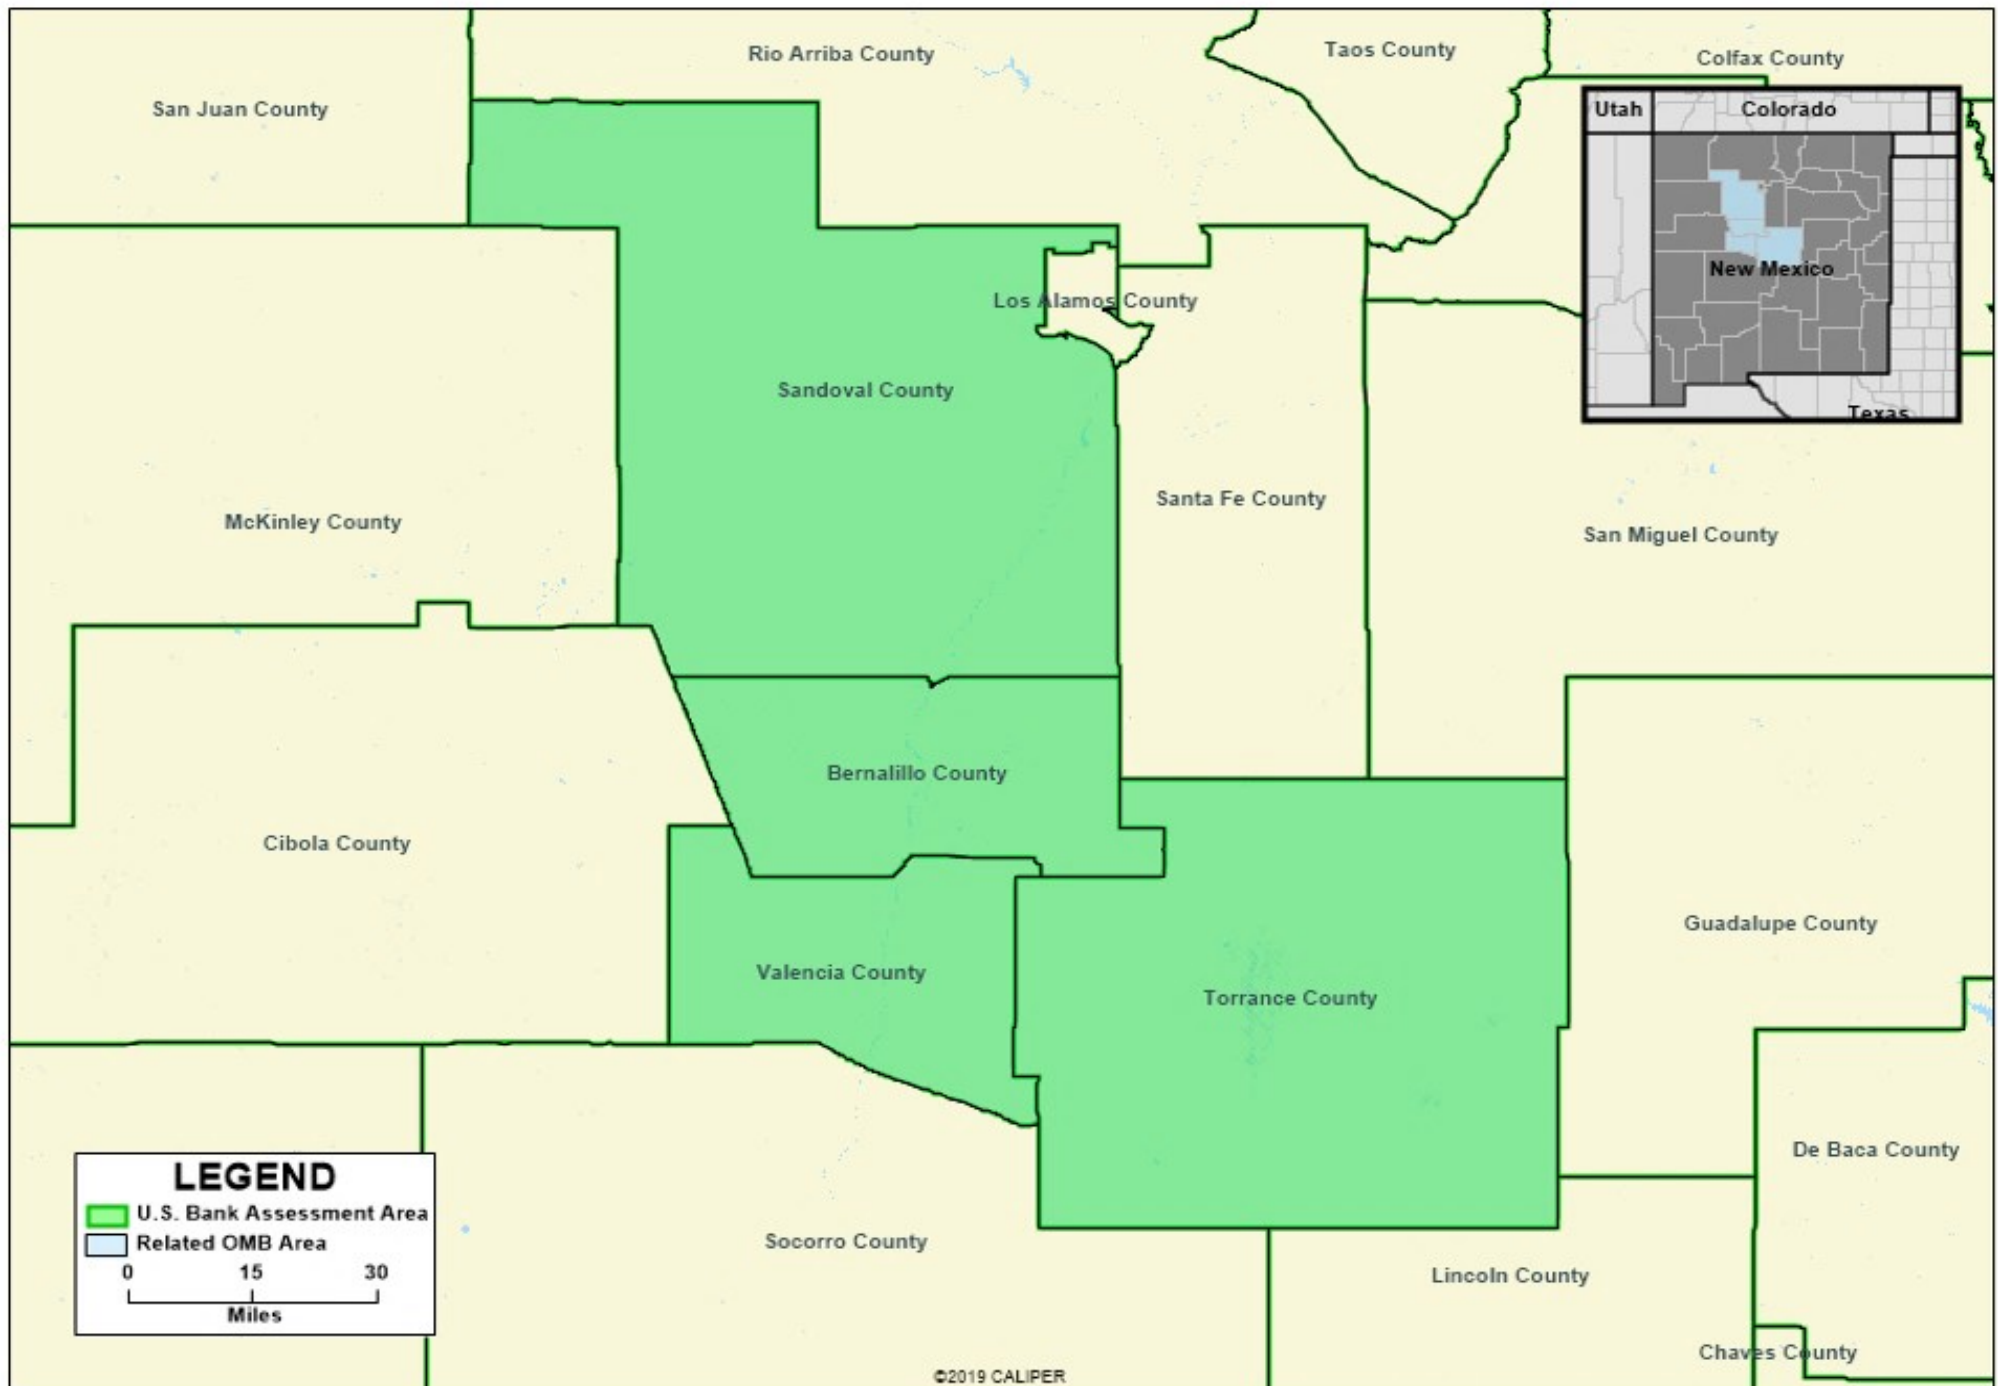 Rio Arriba County
Taos County
Colfax County
San Juan County
Utah
Colorado
New Mexico
Texas
Los Alamos County
Sandoval County
Santa Fe County
McKinley County
San Miguel County
Bernalillo County
Cibola County
Guadalupe County
Valencia County
Torrance County
De Baca County
LEGEND
U.S. Bank Assessment Area
Related OMB Area
0 15 30
Miles
Socorro County
Lincoln County
Chaves County
©2019 CALIPER